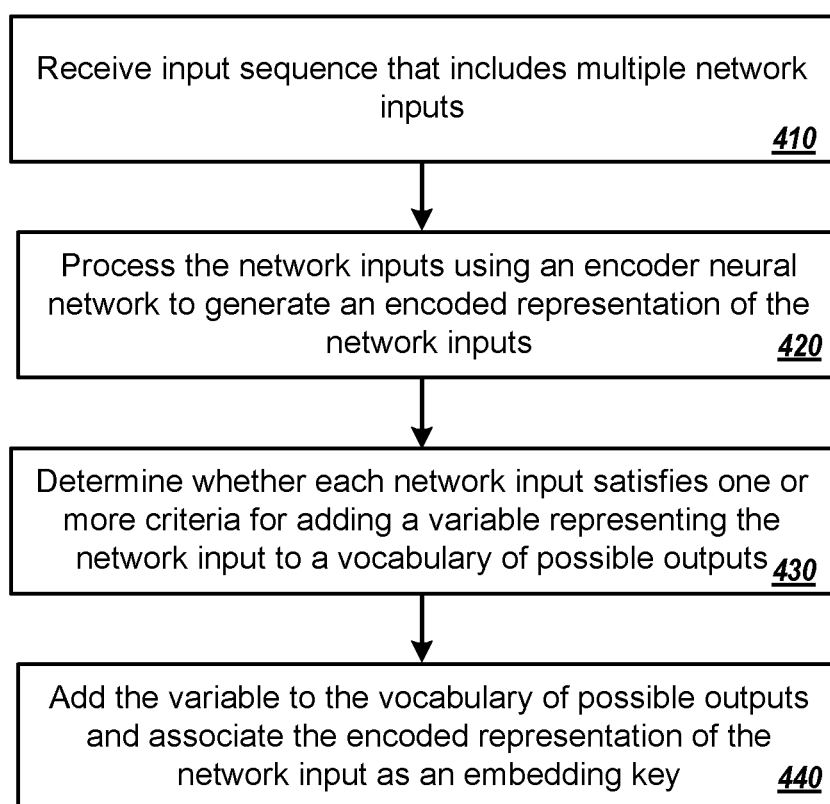 Receive input sequence that includes multiple network
inputs
410
Process the network inputs using an encoder neural
network to generate an encoded representation of the
network inputs
420
Determine whether each network input satisfies one or
more criteria for adding a variable representing the
network input to a vocabulary of possible outputs
430
Add the variable to the vocabulary of possible outputs
and associate the encoded representation of the
network input as an embedding key
440